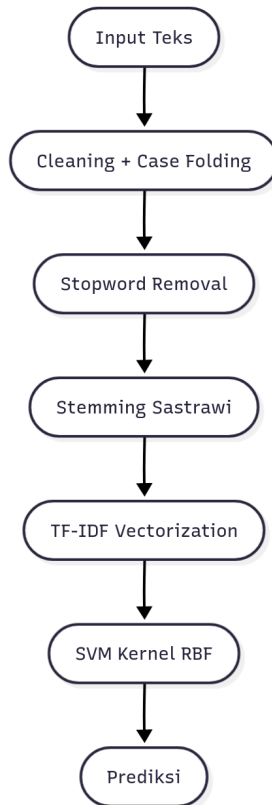 Input Teks
Cleaning + Case Folding
Stopword Removal
Stemming Sastrawi
TF-IDF Vectorization
SVM Kernel RBF
Prediksi